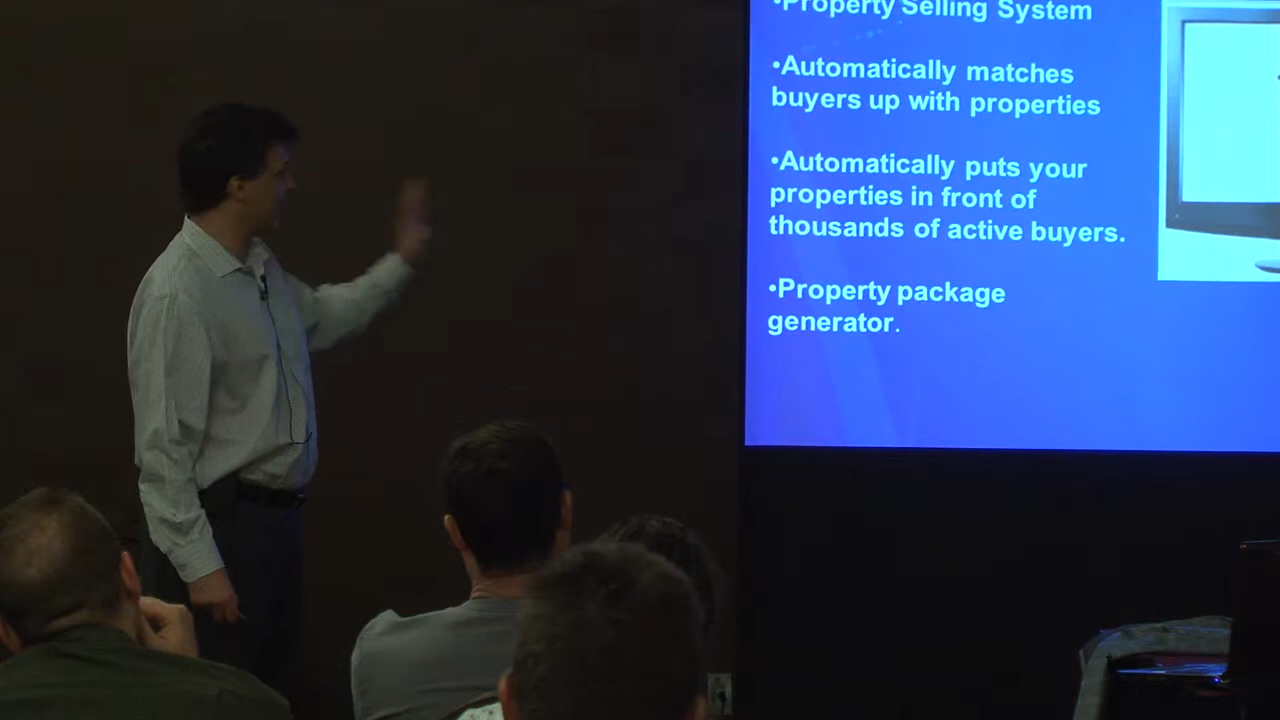 •Property Selling System
•Automatically matches
buyers up with properties
•Automatically puts your
properties in front of
thousands of active buyers.
•Property package
generator.